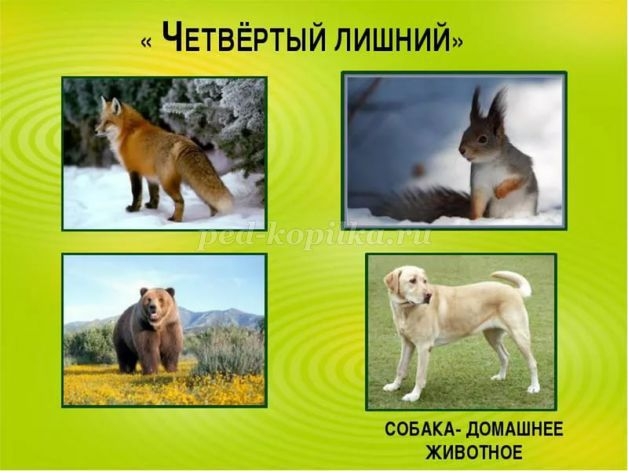 « ЧЕТВЁРТЫЙ ЛИШНИЙ»
ped-kopilka.ru
СОБАКА- ДОМАШНЕЕ
ЖИВОТНОЕ